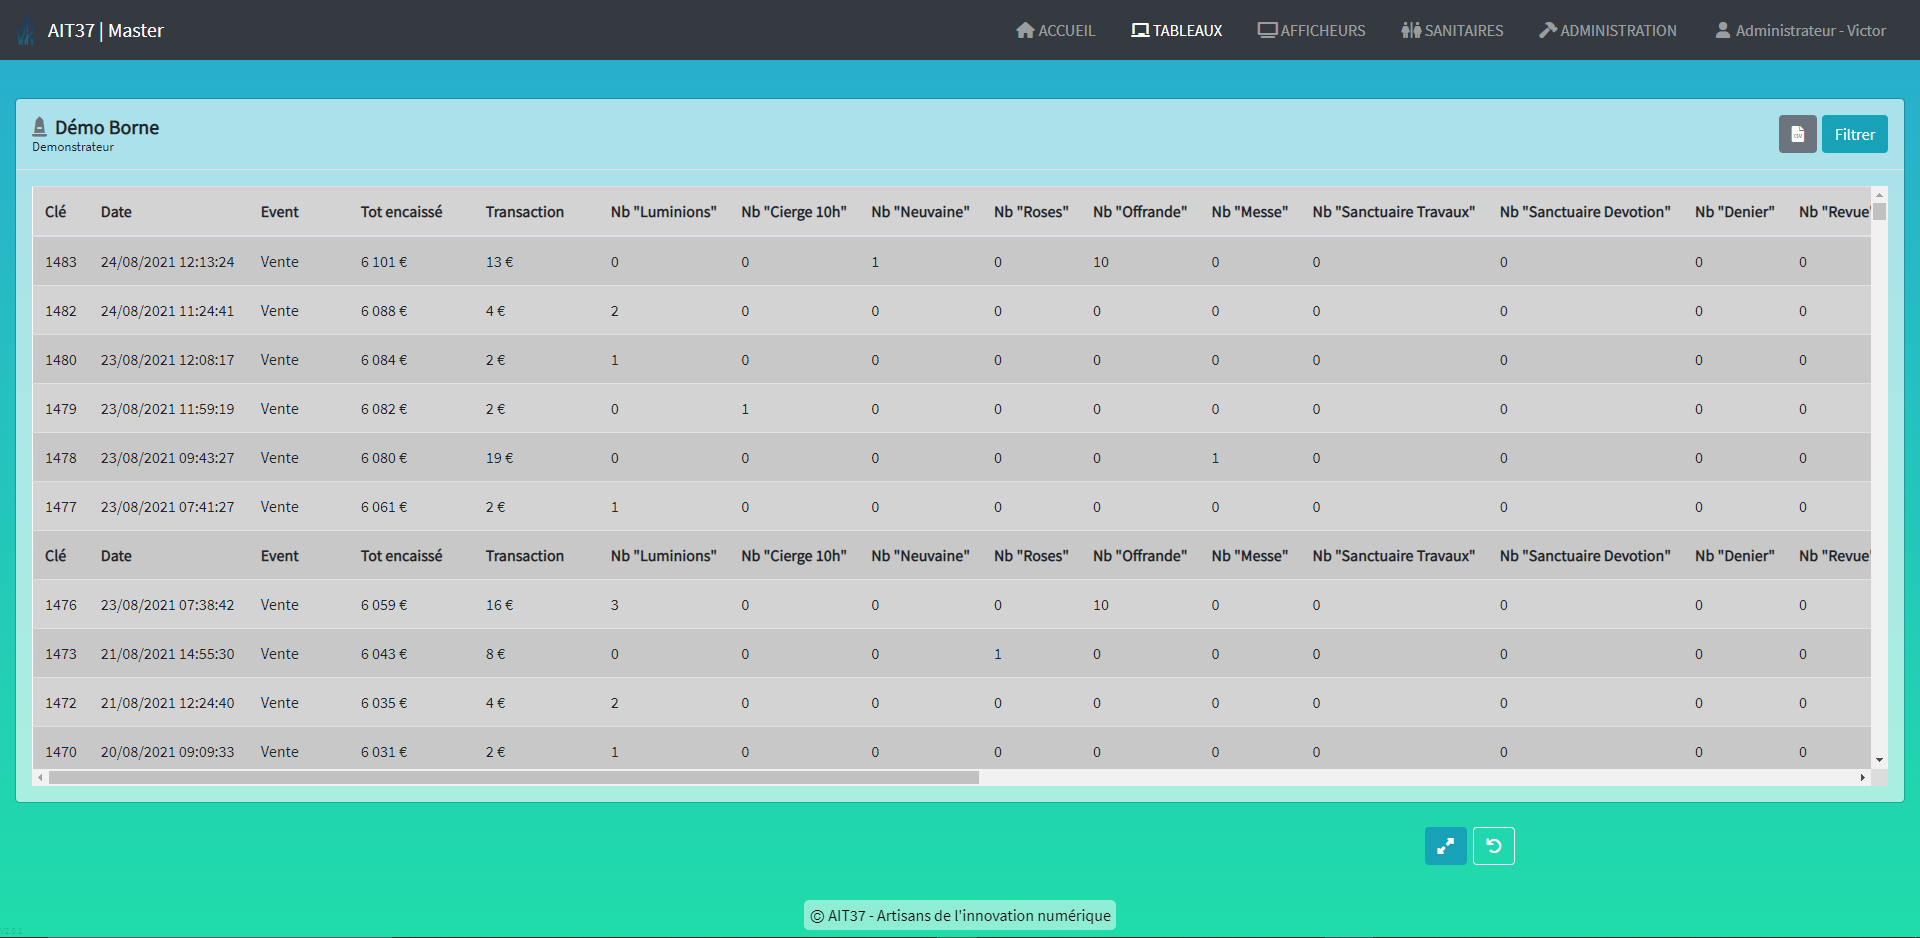 AIT37 | Master
ACCUEIL TABLEAUX AFFICHEURS SANITAIRES ADMINISTRATION Administrateur - Victor
Démo Borne
Demonstrateur
CSV Filtrer
Clé Date Event Tot encaissé Transaction Nb "Luminions" Nb "Cierge 10h" Nb "Neuvaine" Nb "Roses" Nb "Offrande" Nb "Messe" Nb "Sanctuaire Travaux" Nb "Sanctuaire Devotion" Nb "Denier" Nb "Revue"
1483 24/08/2021 12:13:24 Vente 6 101 € 13 € 0 0 1 0 10 0 0 0 0 0
1482 24/08/2021 11:24:41 Vente 6 088 € 4 € 2 0 0 0 0 0 0 0 0 0
1480 23/08/2021 12:08:17 Vente 6 084 € 2 € 1 0 0 0 0 0 0 0 0 0
1479 23/08/2021 11:59:19 Vente 6 082 € 2 € 0 1 0 0 0 0 0 0 0 0
1478 23/08/2021 09:43:27 Vente 6 080 € 19 € 0 0 0 0 0 1 0 0 0 0
1477 23/08/2021 07:41:27 Vente 6 061 € 2 € 1 0 0 0 0 0 0 0 0 0
Clé Date Event Tot encaissé Transaction Nb "Luminions" Nb "Cierge 10h" Nb "Neuvaine" Nb "Roses" Nb "Offrande" Nb "Messe" Nb "Sanctuaire Travaux" Nb "Sanctuaire Devotion" Nb "Denier" Nb "Revue"
1476 23/08/2021 07:38:42 Vente 6 059 € 16 € 3 0 0 0 10 0 0 0 0 0
1473 21/08/2021 14:55:30 Vente 6 043 € 8 € 0 0 0 1 0 0 0 0 0 0
1472 21/08/2021 12:24:40 Vente 6 035 € 4 € 2 0 0 0 0 0 0 0 0 0
1470 20/08/2021 09:09:33 Vente 6 031 € 2 € 1 0 0 0 0 0 0 0 0 0
© AIT37 - Artisans de l'innovation numérique
V2.0.1